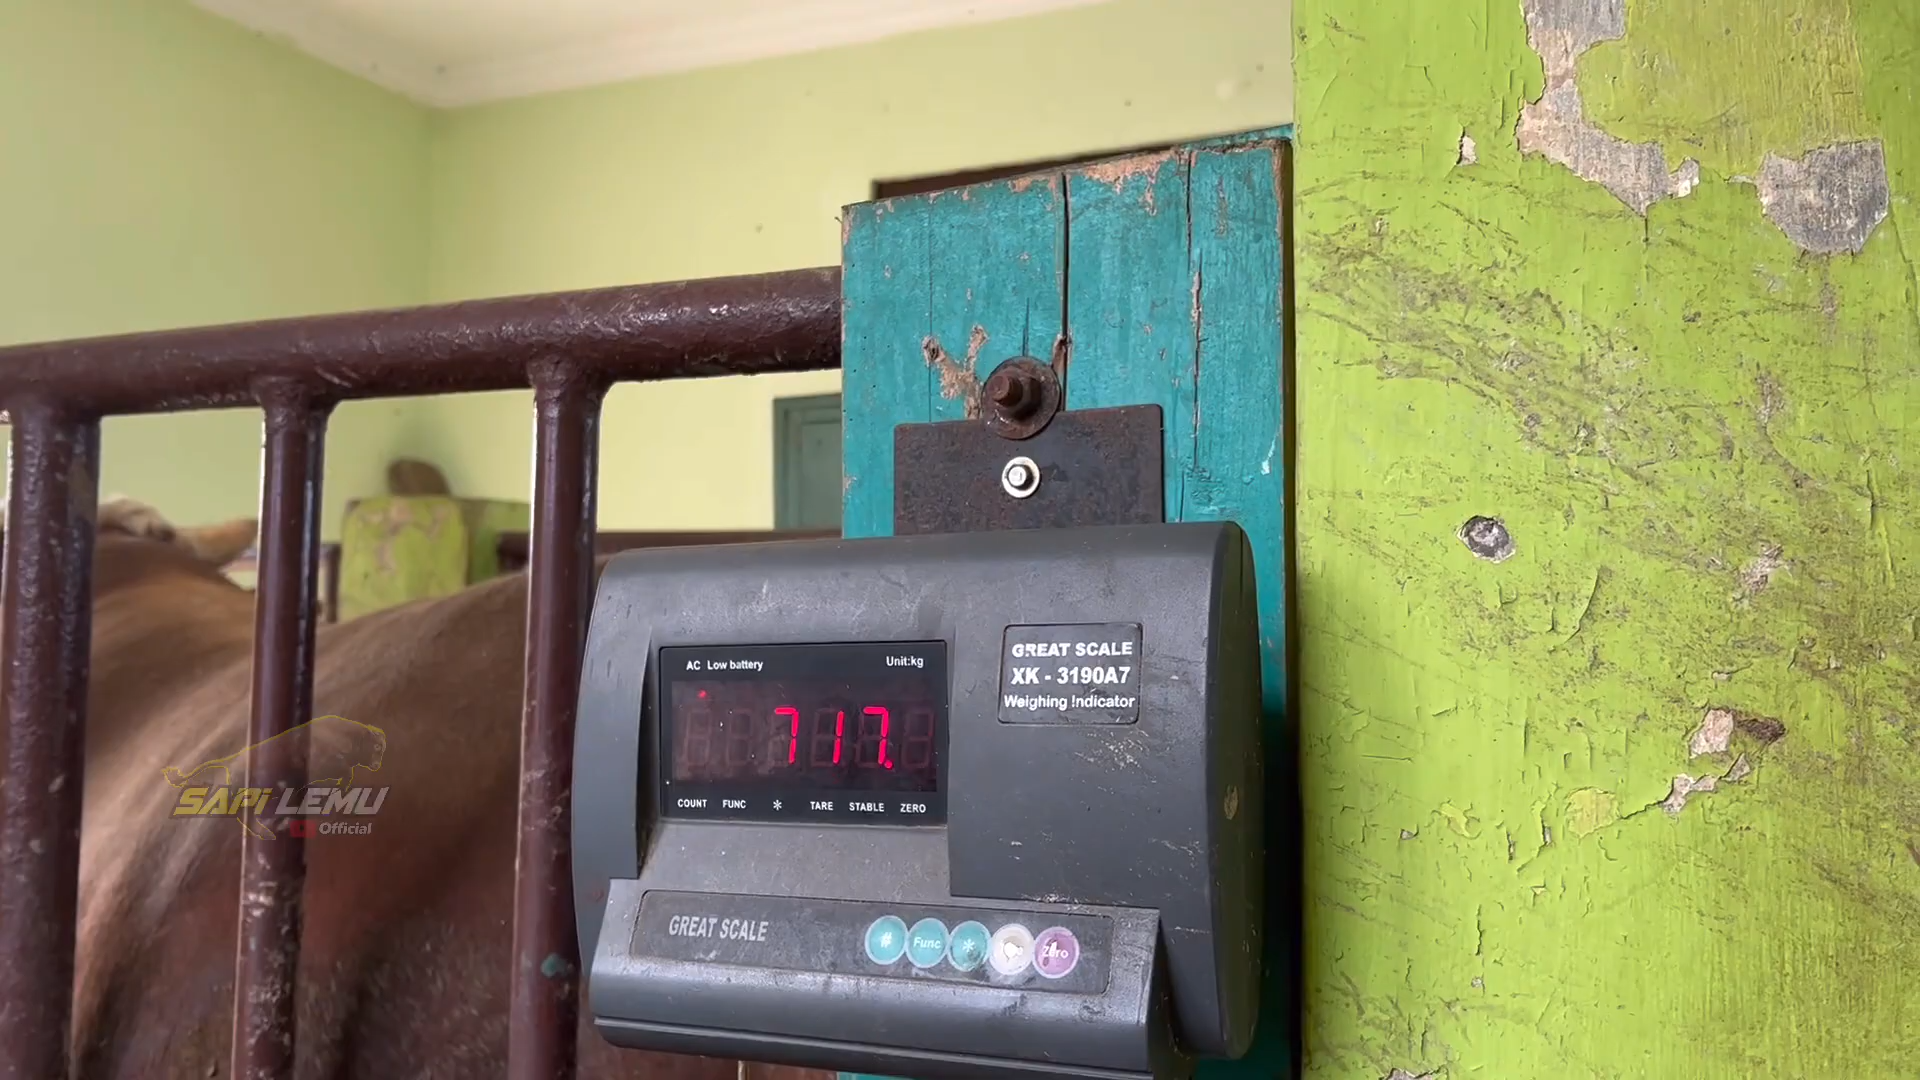 GREAT SCALE
XK - 3190A7
Weighing Indicator
AC Low battery Unit:kg
717.
COUNT FUNC * TARE STABLE ZERO
GREAT SCALE
# Func * Zero
SAPi LEMU
Official